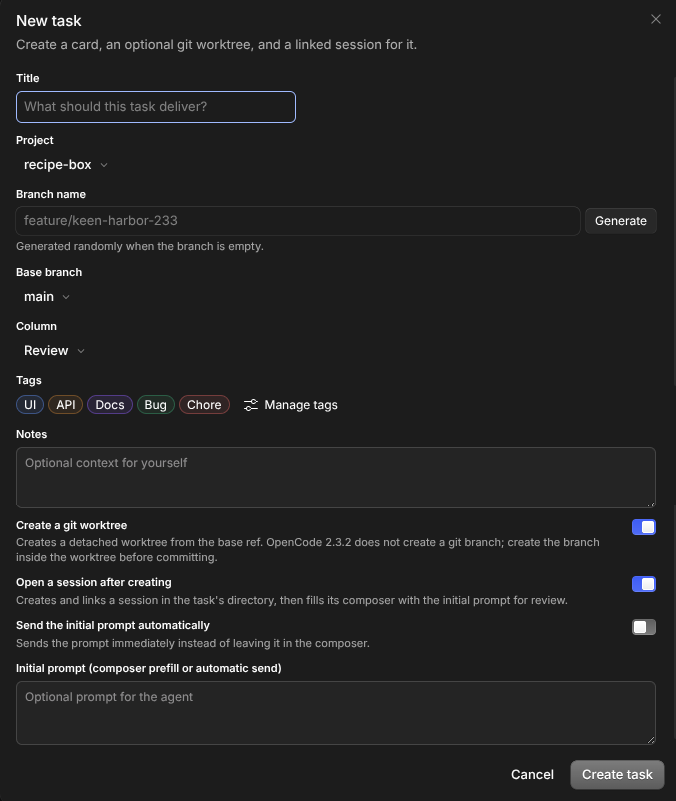 New task
Create a card, an optional git worktree, and a linked session for it.
Title
What should this task deliver?
Project
recipe-box
Branch name
feature/keen-harbor-233
Generate
Generated randomly when the branch is empty.
Base branch
main
Column
Review
Tags
UI API Docs Bug Chore Manage tags
Notes
Optional context for yourself
Create a git worktree
Creates a detached worktree from the base ref. OpenCode 2.3.2 does not create a git branch; create the branch
inside the worktree before committing.
Open a session after creating
Creates and links a session in the task's directory, then fills its composer with the initial prompt for review.
Send the initial prompt automatically
Sends the prompt immediately instead of leaving it in the composer.
Initial prompt (composer prefill or automatic send)
Optional prompt for the agent
Cancel Create task